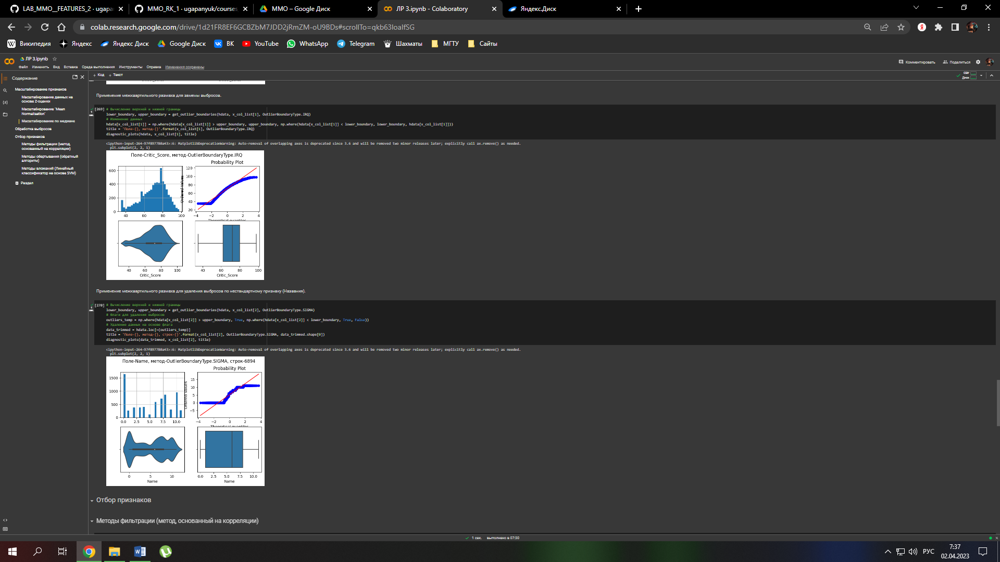 LAB_MMO__FEATURES_2 · ugapan
MMO_RK_1 · ugapanyuk/courses_
MMO – Google Диск
ЛР 3.ipynb - Colaboratory
Яндекс.Диск
colab.research.google.com/drive/1d21FR8EF6GCBZbM7JDD2jRmZM-oU9BDs#scrollTo=qkb63IoaIfSG
Википедия Яндекс Яндекс Диск Google Диск ВК YouTube WhatsApp Telegram Шахматы МГТУ Сайты
ЛР 3.ipynb
Файл Изменить Вид Вставка Среда выполнения Инструменты Справка Изменения сохранены
Комментировать Поделиться
+ Код + Текст
ОЗУ
Диск
Содержание
Масштабирование признаков
Масштабирование данных на
основе Z-оценки
Масштабирование "Mean
Normalisation"
Масштабирование по медиане
Обработка выбросов
Отбор признаков
Методы фильтрации (метод,
основанный на корреляции)
Методы обертывания (обратный
алгоритм)
Методы вложений (Линейный
классификатор на основе SVM)
Раздел
Применение межквартильного размаха для замены выбросов.
[269] # Вычисление верхней и нижней границы
1 сек.
lower_boundary, upper_boundary = get_outlier_boundaries(hdata, x_col_list[1], OutlierBoundaryType.IRQ)
# Изменение данных
hdata[x_col_list[1]] = np.where(hdata[x_col_list[1]] > upper_boundary, upper_boundary, np.where(hdata[x_col_list[1]] < lower_boundary, lower_boundary, hdata[x_col_list[1]]))
title = 'Поле-{}, метод-{}'.format(x_col_list[1], OutlierBoundaryType.IRQ)
diagnostic_plots(hdata, x_col_list[1], title)
<ipython-input-264-97f897780a43>:6: MatplotlibDeprecationWarning: Auto-removal of overlapping axes is deprecated since 3.6 and will be removed two minor releases later; explicitly call ax.remove() as needed.
plt.subplot(2, 2, 1)
Поле-Critic_Score, метод-OutlierBoundaryType.IRQ
Probability Plot
600
400
200
0
40 60 80 100
Ordered Values
120
100
80
60
40
20
−4 −2 0 2 4
Theoretical quantiles
40 60 80 100
Critic_Score
40 60 80 100
Critic_Score
Применение межквартильного размаха для удаления выбросов по нестандартному признаку (Названия).
[270] # Вычисление верхней и нижней границы
1 сек.
lower_boundary, upper_boundary = get_outlier_boundaries(hdata, x_col_list[2], OutlierBoundaryType.SIGMA)
# Флаги для удаления выбросов
outliers_temp = np.where(hdata[x_col_list[2]] > upper_boundary, True, np.where(hdata[x_col_list[2]] < lower_boundary, True, False))
# Удаление данных на основе флага
data_trimmed = hdata.loc[~(outliers_temp)]
title = 'Поле-{}, метод-{}, строк-{}'.format(x_col_list[2], OutlierBoundaryType.SIGMA, data_trimmed.shape[0])
diagnostic_plots(data_trimmed, x_col_list[2], title)
<ipython-input-264-97f897780a43>:6: MatplotlibDeprecationWarning: Auto-removal of overlapping axes is deprecated since 3.6 and will be removed two minor releases later; explicitly call ax.remove() as needed.
plt.subplot(2, 2, 1)
Поле-Name, метод-OutlierBoundaryType.SIGMA, строк-6894
Probability Plot
1500
1000
500
0
0.0 2.5 5.0 7.5 10.0
Ordered Values
15
10
5
0
−5
−4 −2 0 2 4
Theoretical quantiles
0 5 10
Name
0.0 2.5 5.0 7.5 10.0
Name
Отбор признаков
Методы фильтрации (метод, основанный на корреляции)
1 сек. выполнено в 07:30
РУС
7:37
02.04.2023